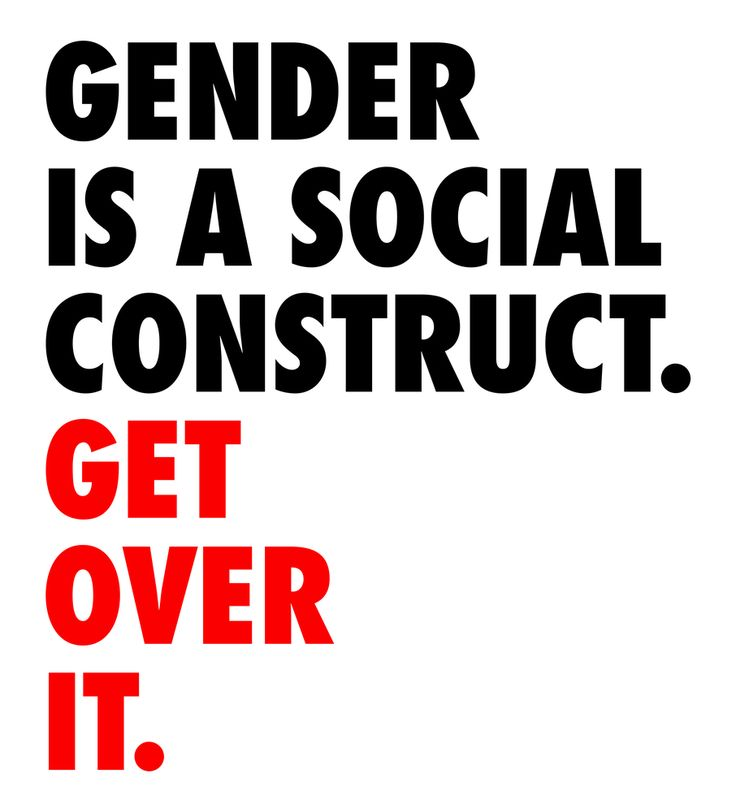 GENDER
IS A SOCIAL
CONSTRUCT.
GET
OVER
IT.